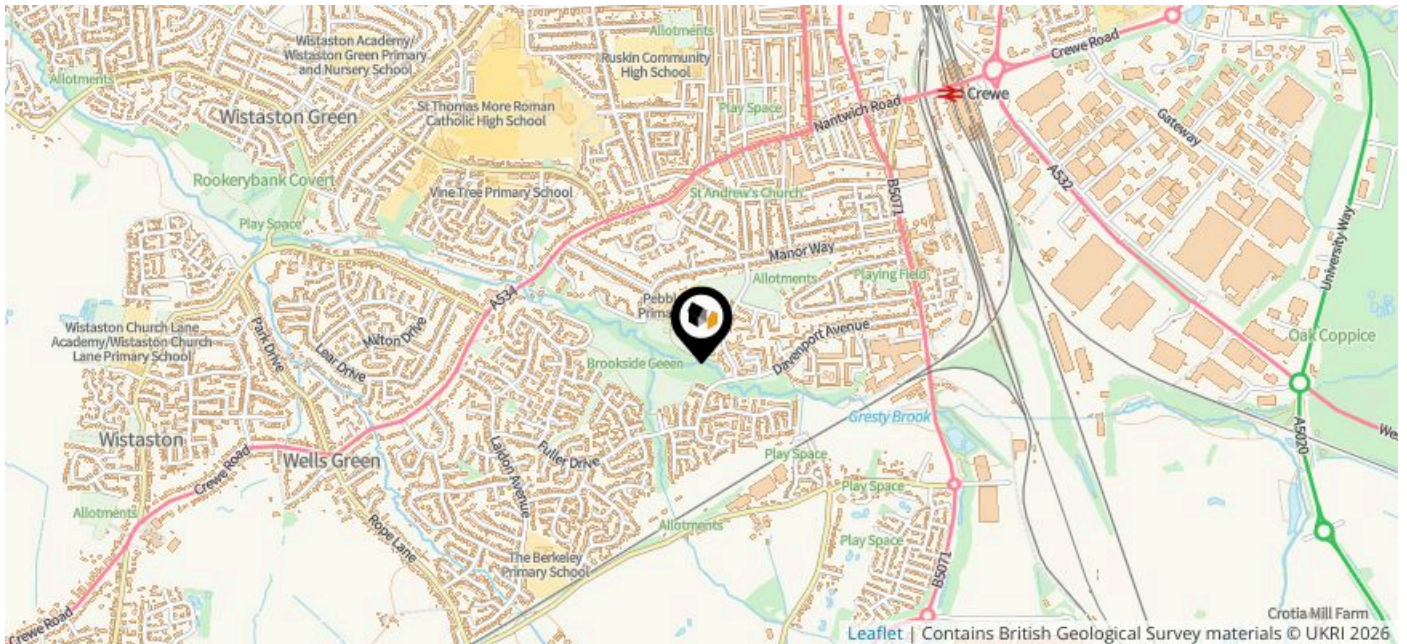 Allotments
Wistaston Academy/
Wistaston Green Primary
and Nursery School
Ruskin Community
High School
Crewe Road
Crewe
Allotments
Wistaston Green
St Thomas More Roman
Catholic High School
Play Space
Nantwich Road
Gateway
Rookerybank Covert
Vine Tree Primary School
St Andrew's Church
B5071
A532
University Way
Play Space
Manor Way
Allotments
Playing Field
A534
Wistaston Church Lane
Academy/Wistaston Church
Lane Primary School
Park Drive
Lear Drive
Milton Drive
Brookside Geeen
Davenport Avenue
Oak Coppice
Gresty Brook
A5020
Wistaston
Crewe Road
Wells Green
Laidon Avenue
Fuller Drive
Play Space
Play Space
Allotments
Rope Lane
Allotments
Play Space
The Berkeley
Primary School
B5071
Crewe Road
Crotia Mill Farm
Leaflet | Contains British Geological Survey materials © UKRI 2026